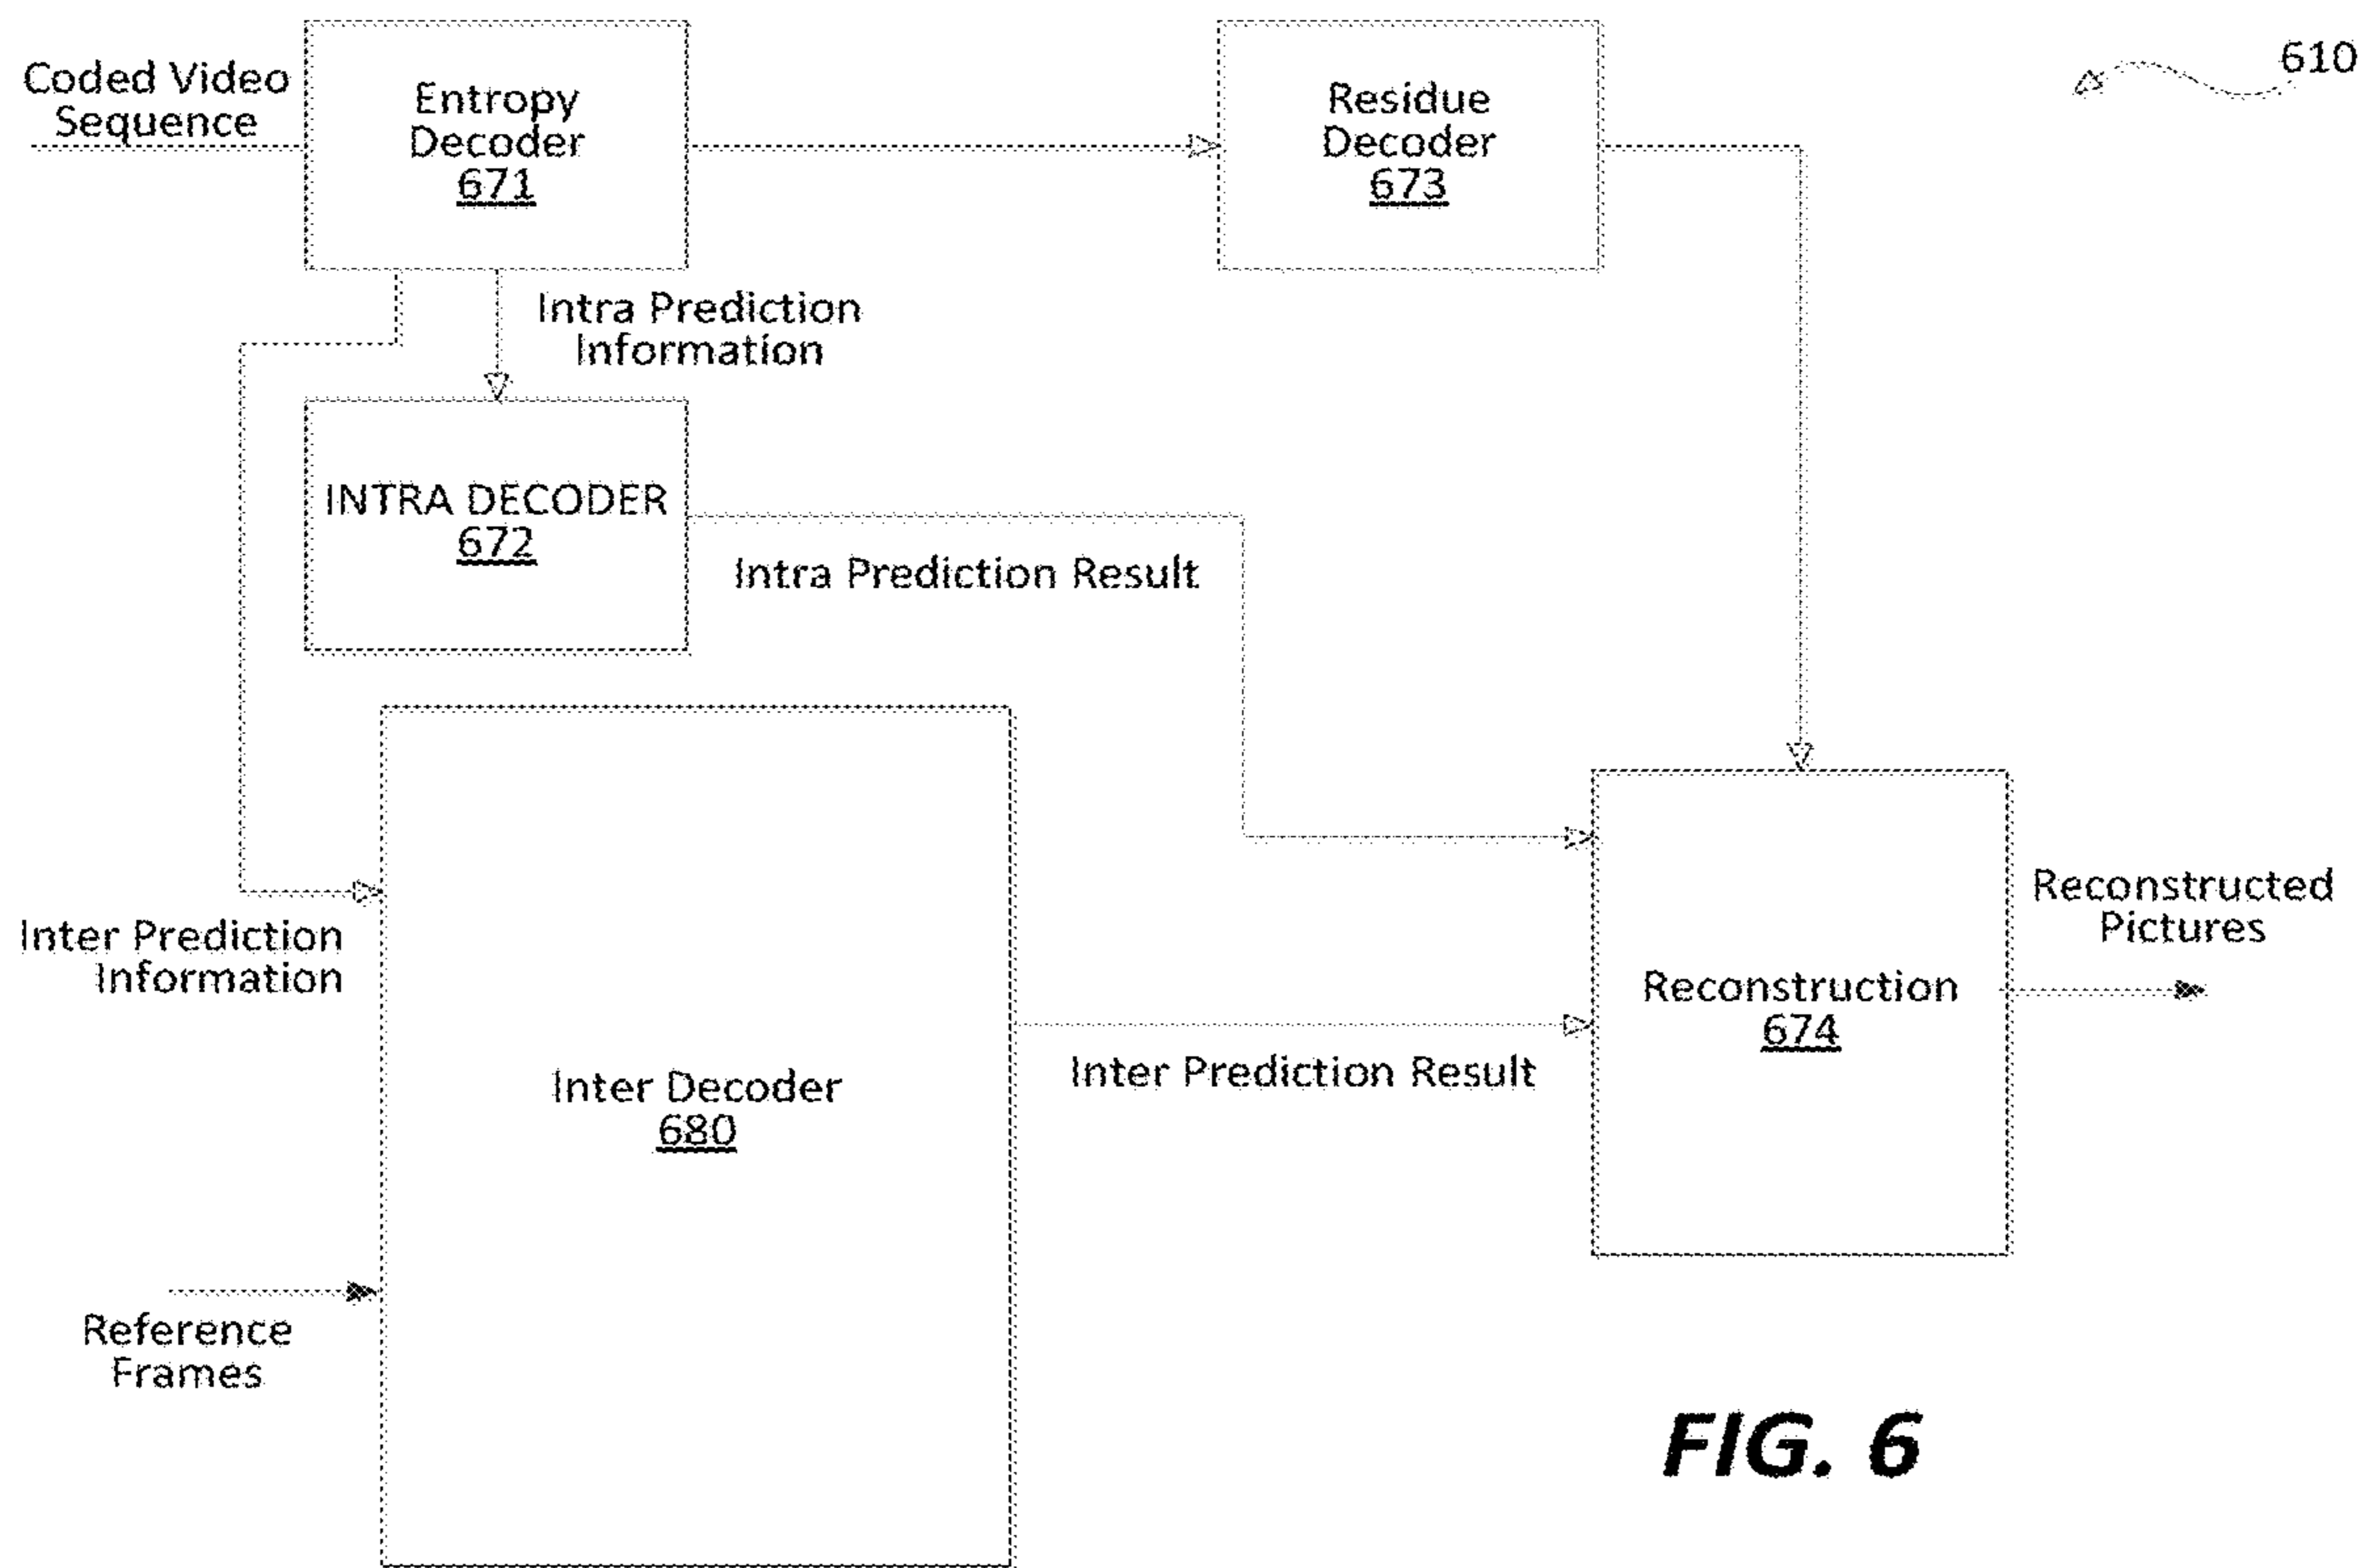 Coded Video
Sequence
Entropy
Decoder
671
Residue
Decoder
673
610
Intra Prediction
Information
INTRA DECODER
672
Intra Prediction Result
Inter Prediction
Information
Inter Decoder
680
Inter Prediction Result
Reconstruction
674
Reconstructed
Pictures
Reference
Frames
FIG. 6